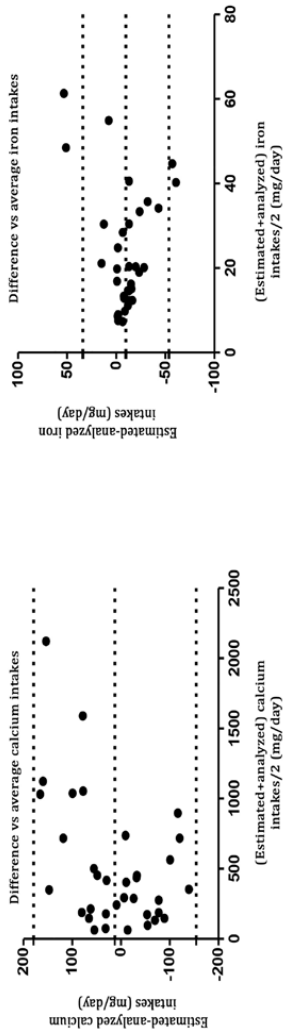 Difference vs average calcium intakes
Estimated-analyzed calcium
intakes (mg/day)
200
100
0
-100
-200
0
500
1000
1500
2000
2500
(Estimated+analyzed) calcium
intakes/2 (mg/day)
Difference vs average iron intakes
Estimated-analyzed iron
intakes (mg/day)
100
50
0
-50
-100
0
20
40
60
80
(Estimated+analyzed) iron
intakes/2 (mg/day)